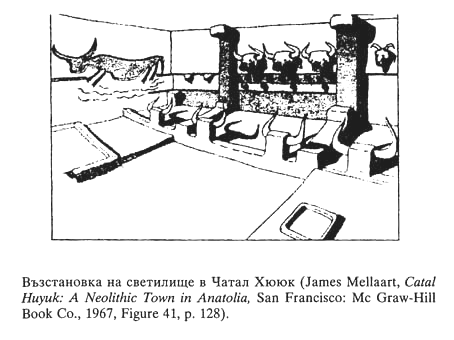 Възстановка на светилище в Чатал Хююк (James Mellaart, Catal
Huyuk: A Neolithic Town in Anatolia, San Francisco: Mc Graw-Hill
Book Co., 1967, Figure 41, p. 128).